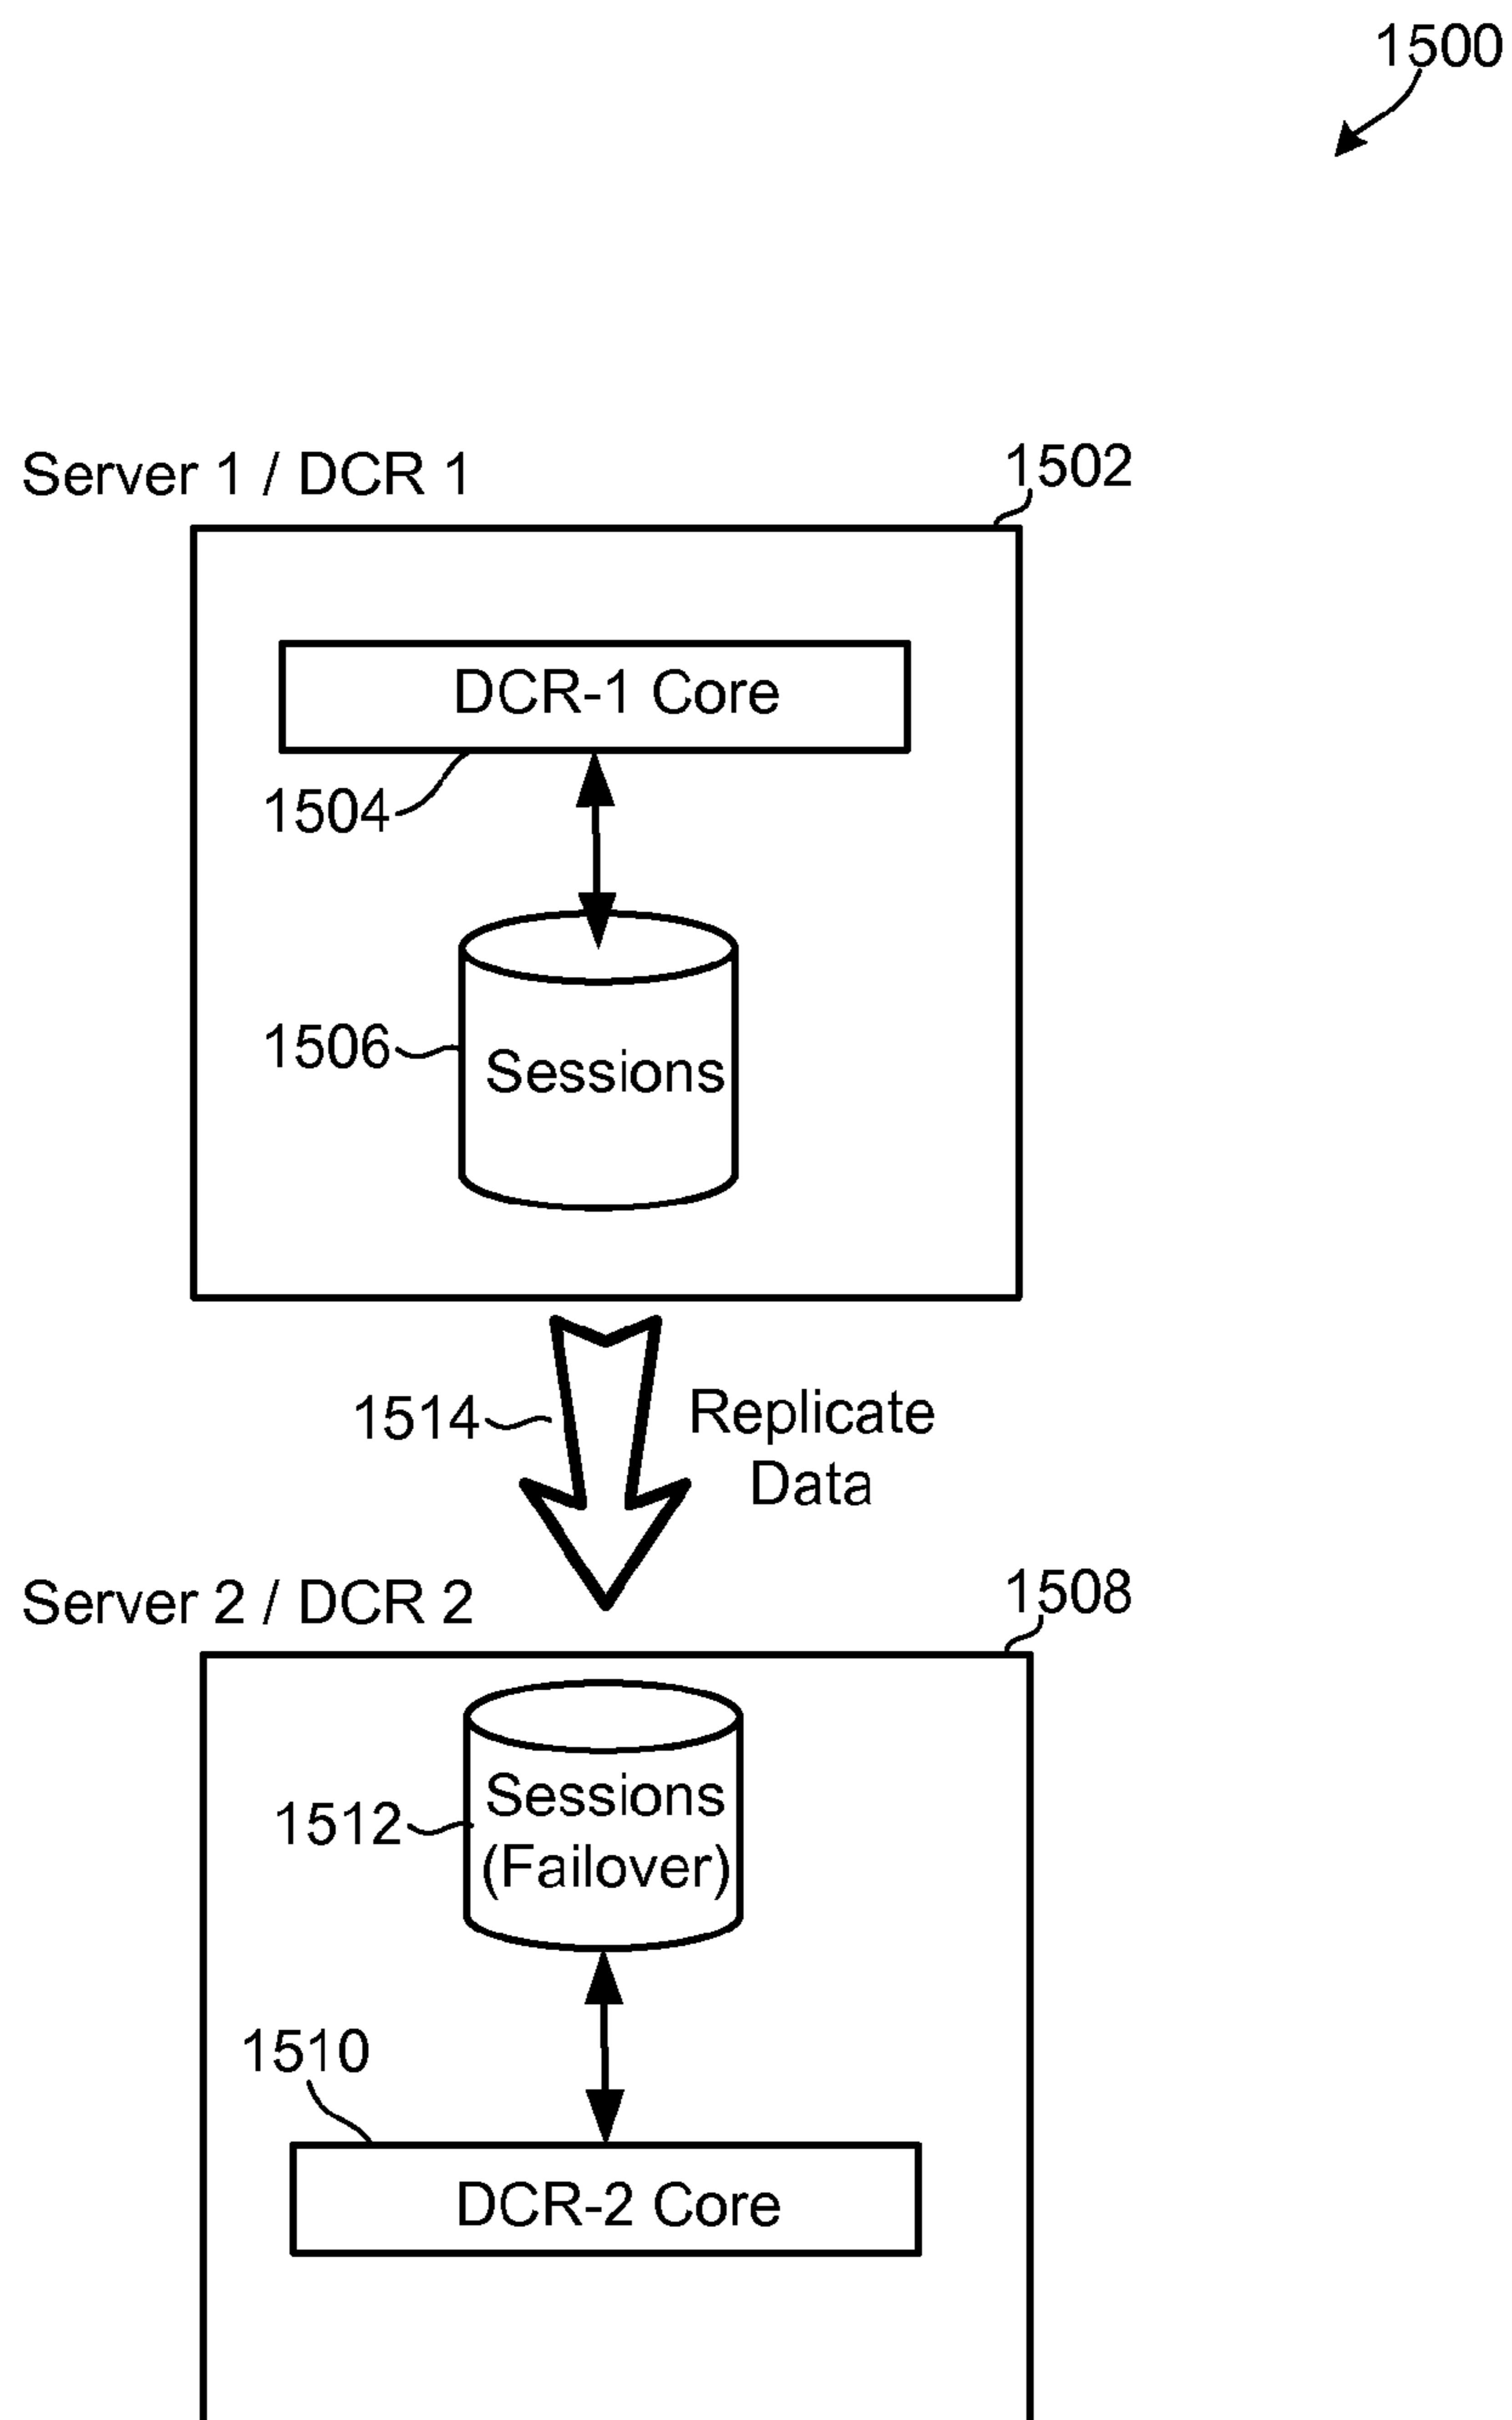 1500
Server 1 / DCR 1
1502
DCR-1 Core
1504
1506
Sessions
1514
Replicate
Data
Server 2 / DCR 2
1508
Sessions
(Failover)
1512
1510
DCR-2 Core